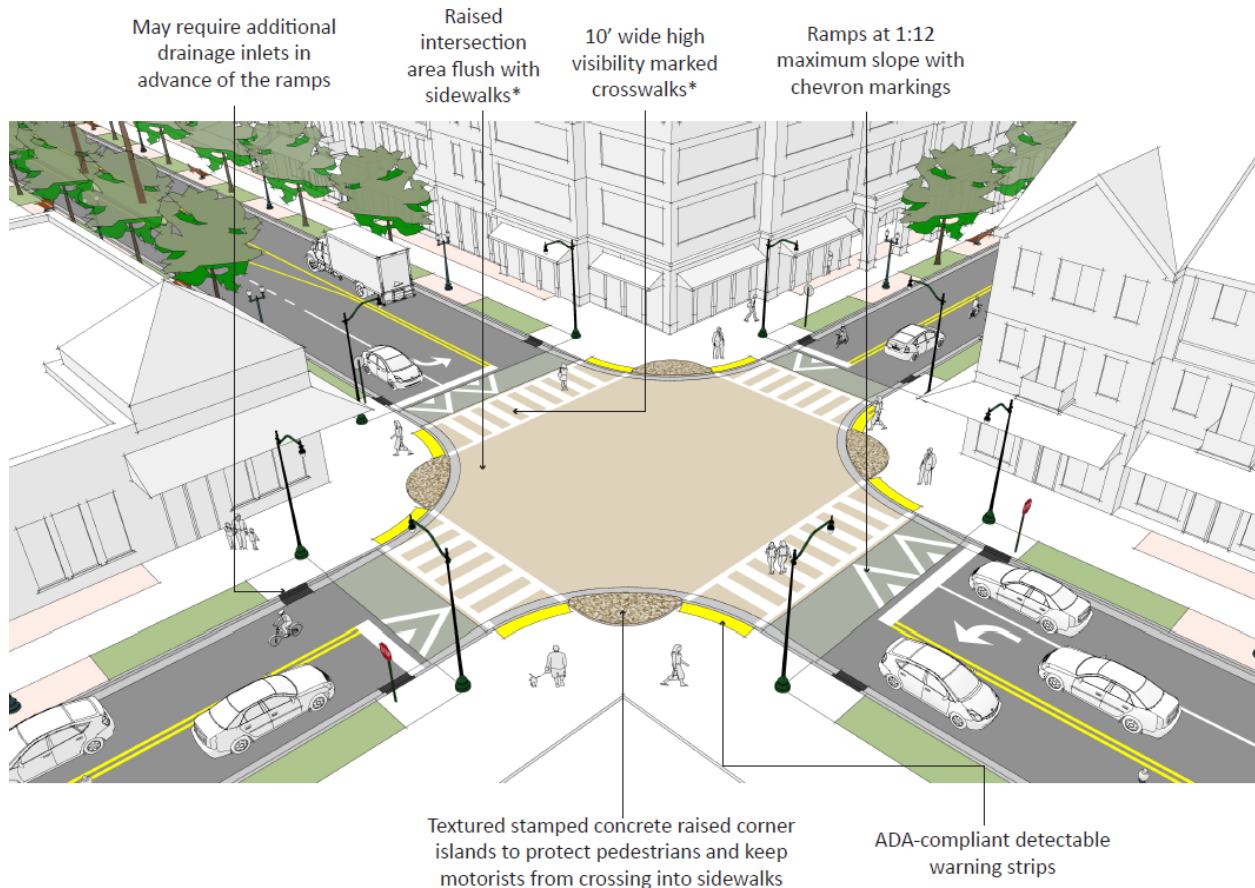 May require additional
drainage inlets in
advance of the ramps
Raised
intersection
area flush with
sidewalks*
10’ wide high
visibility marked
crosswalks*
Ramps at 1:12
maximum slope with
chevron markings
Textured stamped concrete raised corner
islands to protect pedestrians and keep
motorists from crossing into sidewalks
ADA-compliant detectable
warning strips